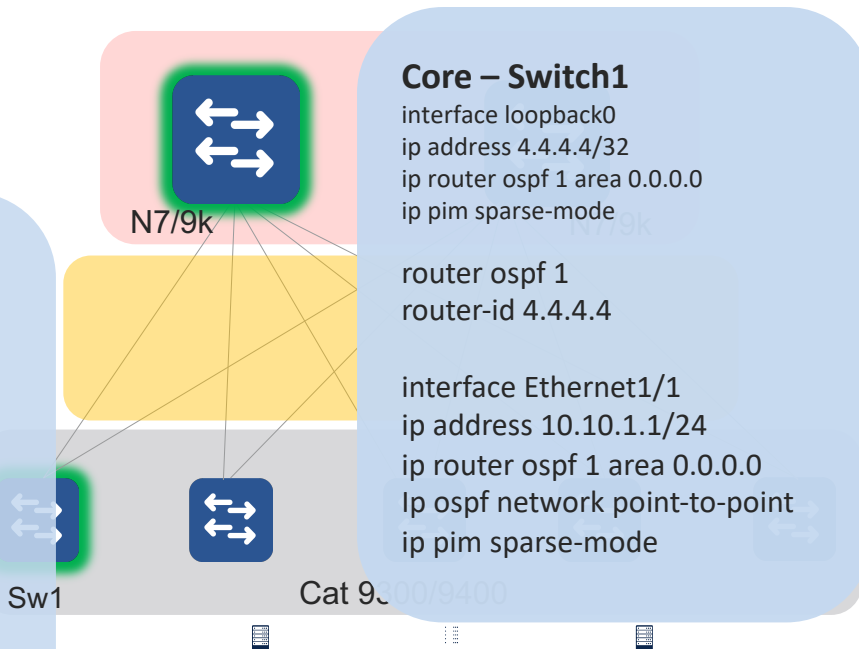 Core – Switch1
interface loopback0
ip address 4.4.4.4/32
ip router ospf 1 area 0.0.0.0
ip pim sparse-mode
router ospf 1
router-id 4.4.4.4
interface Ethernet1/1
ip address 10.10.1.1/24
ip router ospf 1 area 0.0.0.0
Ip ospf network point-to-point
ip pim sparse-mode
N7/9k
N7/9k
Sw1
Cat 9300/9400